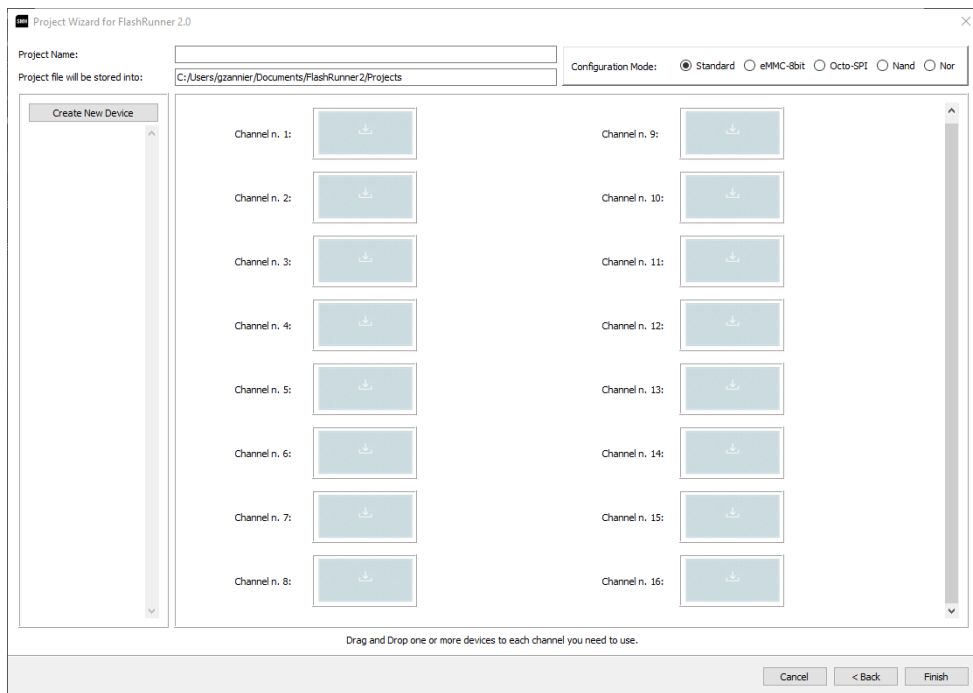 SMH Project Wizard for FlashRunner 2.0
Project Name:
Project file will be stored into: C:/Users/gzannier/Documents/FlashRunner2/Projects
Configuration Mode: Standard eMMC-8bit Octo-SPI Nand Nor
Create New Device
Channel n. 1:
Channel n. 2:
Channel n. 3:
Channel n. 4:
Channel n. 5:
Channel n. 6:
Channel n. 7:
Channel n. 8:
Channel n. 9:
Channel n. 10:
Channel n. 11:
Channel n. 12:
Channel n. 13:
Channel n. 14:
Channel n. 15:
Channel n. 16:
Drag and Drop one or more devices to each channel you need to use.
Cancel < Back Finish